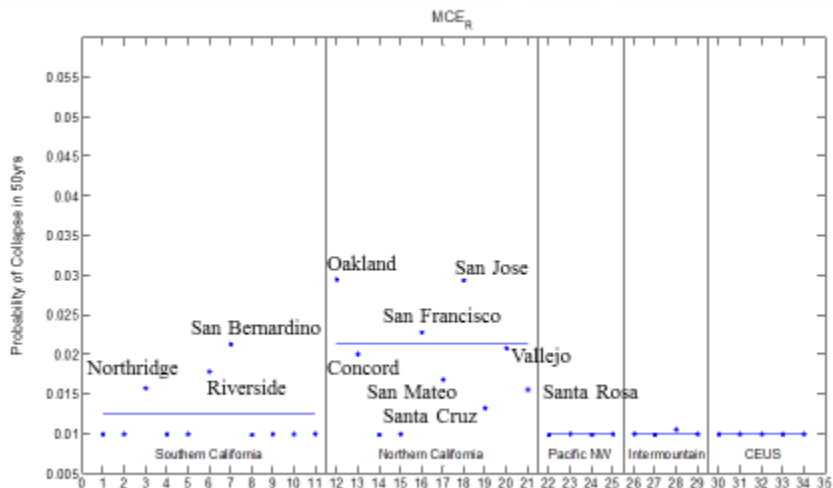 MCE_R
Probability of Collapse in 50yrs
0.055
0.05
0.045
0.04
0.035
0.03
0.025
0.02
0.015
0.01
0.005
Oakland
San Jose
San Francisco
San Bernardino
Vallejo
Northridge
Concord
Riverside
San Mateo
Santa Rosa
Santa Cruz
Southern California
Northern California
Pacific NW
Intermountain
CEUS
0 1 2 3 4 5 6 7 8 9 10 11 12 13 14 15 16 17 18 19 20 21 22 23 24 25 26 27 28 29 30 31 32 33 34 35